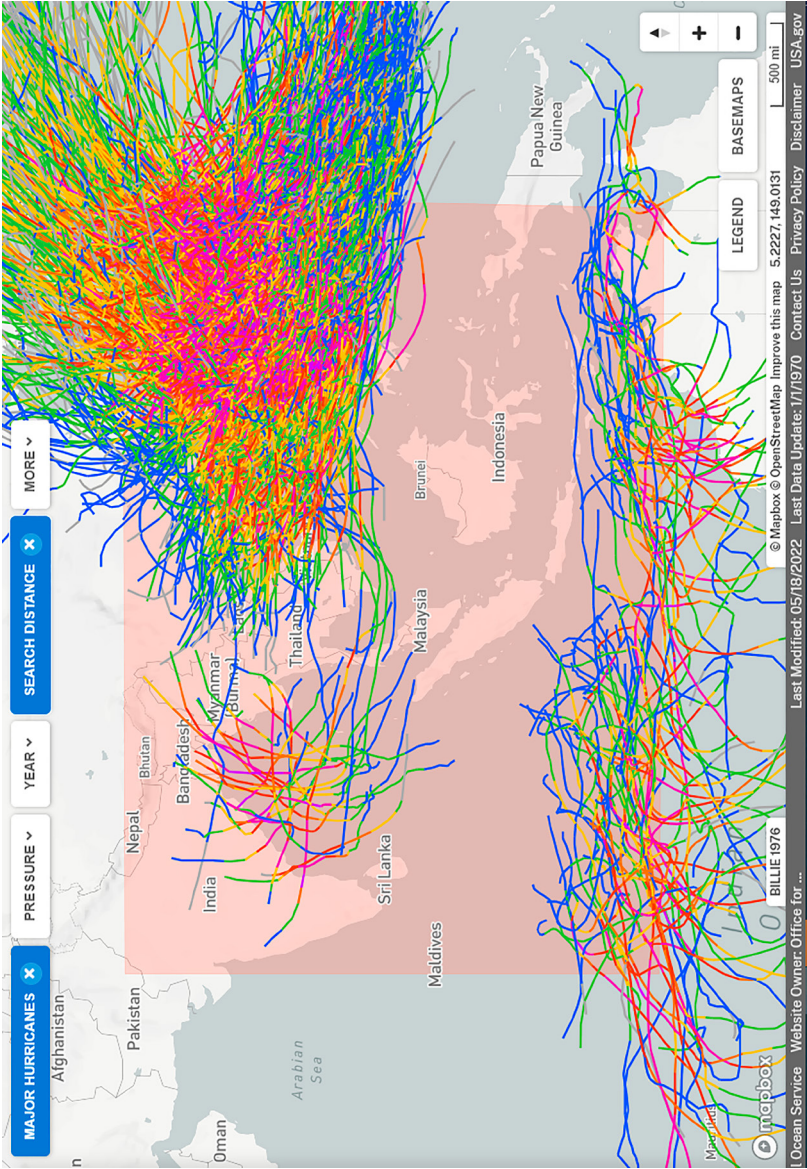 MAJOR HURRICANES
PRESSURE
YEAR
SEARCH DISTANCE
MORE
Afghanistan
Pakistan
Nepal
Bhutan
Bangladesh
Myanmar
(Burma)
India
Thailand
Oman
Arabian
Sea
Sri Lanka
Maldives
Malaysia
Brunei
Indonesia
Papua New
Guinea
Mauritius
BILLIE 1976
LEGEND
BASEMAPS
5.2227, 149.0131
500 mi
mapbox
© Mapbox © OpenStreetMap Improve this map
Ocean Service Website Owner: Office for ... Last Modified: 05/18/2022 Last Data Update: 1/1/1970 Contact Us Privacy Policy Disclaimer USA.gov